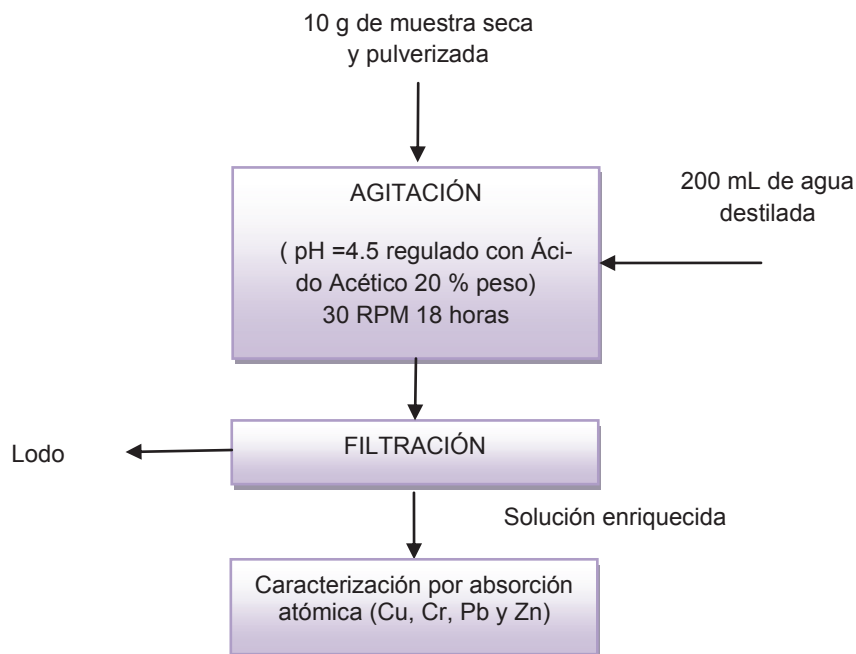 10 g de muestra seca
y pulverizada
AGITACIÓN
200 mL de agua
destilada
( pH =4.5 regulado con Áci-
do Acético 20 % peso)
30 RPM 18 horas
Lodo
FILTRACIÓN
Solución enriquecida
Caracterización por absorción
atómica (Cu, Cr, Pb y Zn)